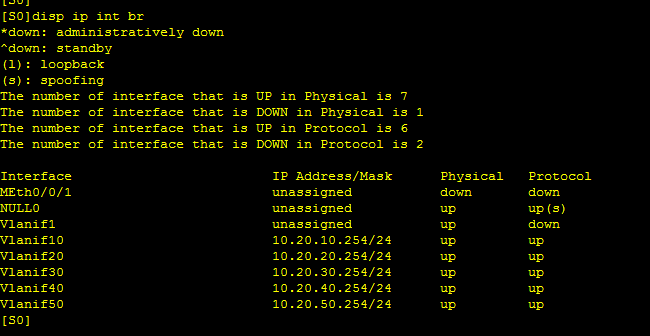 [S0]
[S0]disp ip int br
*down: administratively down
^down: standby
(l): loopback
(s): spoofing
The number of interface that is UP in Physical is 7
The number of interface that is DOWN in Physical is 1
The number of interface that is UP in Protocol is 6
The number of interface that is DOWN in Protocol is 2
Interface IP Address/Mask Physical Protocol
MEth0/0/1 unassigned down down
NULL0 unassigned up up(s)
Vlanif1 unassigned up down
Vlanif10 10.20.10.254/24 up up
Vlanif20 10.20.20.254/24 up up
Vlanif30 10.20.30.254/24 up up
Vlanif40 10.20.40.254/24 up up
Vlanif50 10.20.50.254/24 up up
[S0]